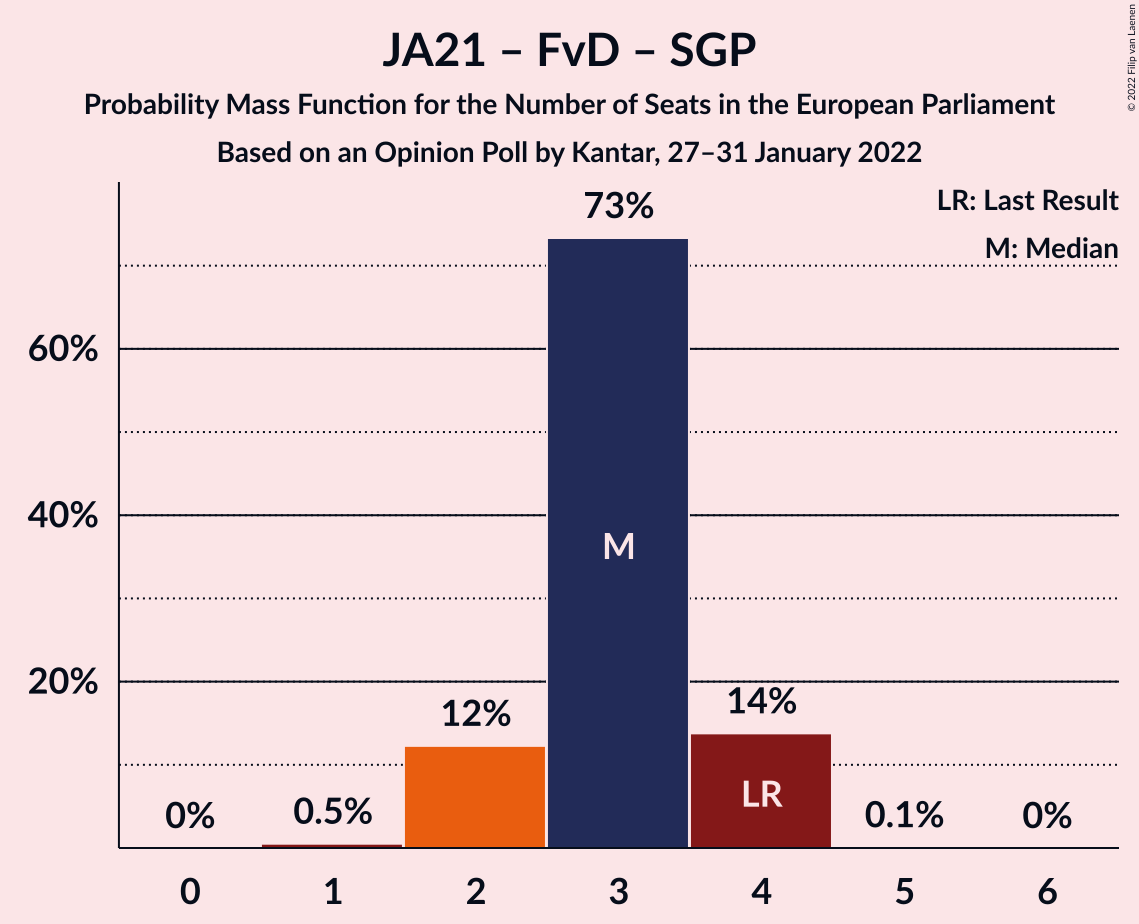 JA21 – FvD – SGP
Probability Mass Function for the Number of Seats in the European Parliament
Based on an Opinion Poll by Kantar, 27–31 January 2022
© 2022 Filip van Laenen
LR: Last Result
M: Median
73%
60%
40%
20%
M
12%
14%
LR
0%
0.5%
0.1%
0%
0 1 2 3 4 5 6